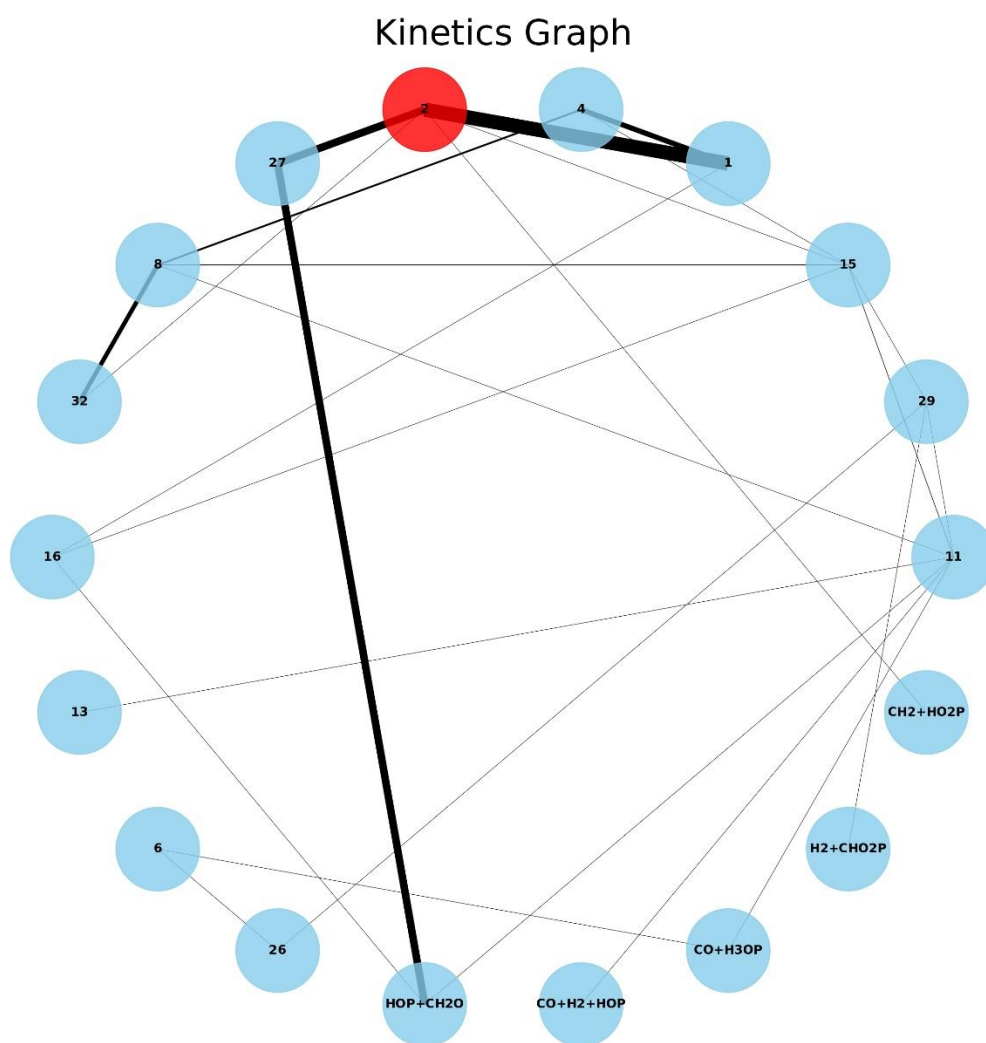 Kinetics Graph
2
4
27
1
8
15
32
29
16
11
13
CH2+HO2P
6
H2+CHO2P
26
CO+H3OP
HOP+CH2O
CO+H2+HOP